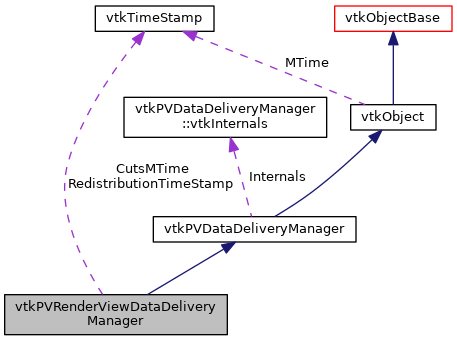 vtkTimeStamp
vtkObjectBase
MTime
vtkPVDataDeliveryManager
::vtkInternals
vtkObject
CutsMTime
RedistributionTimeStamp
Internals
vtkPVDataDeliveryManager
vtkPVRenderViewDataDelivery
Manager